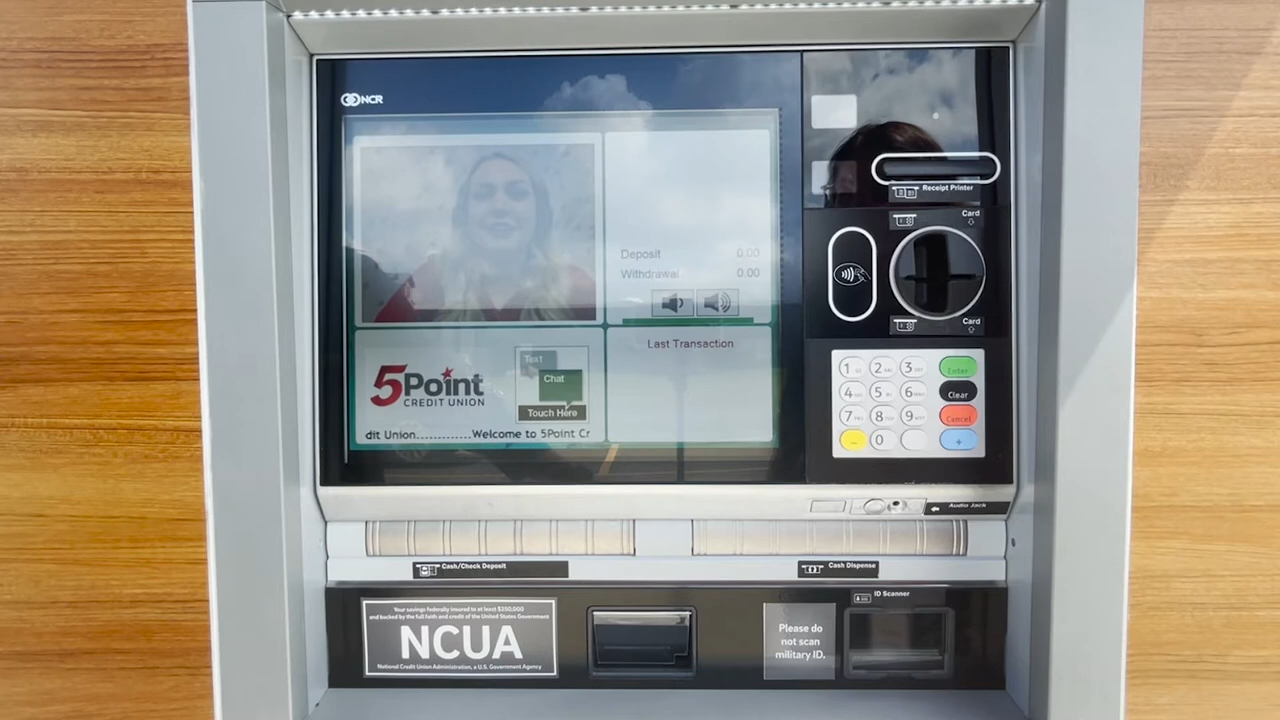 NCR
Receipt Printer
Card
Deposit 0.00
Withdrawal 0.00
Card
Last Transaction
Text
Chat
Touch Here
5Point
CREDIT UNION
dit Union............Welcome to 5Point Cr
1 2 3 Enter
4 5 6 Clear
7 8 9 Cancel
0
Audio Jack
Cash/Check Deposit
Cash Dispense
ID Scanner
Your savings federally insured to at least $250,000
and backed by the full faith and credit of the United States Government
NCUA
National Credit Union Administration, a U.S. Government Agency
Please do
not scan
military ID.